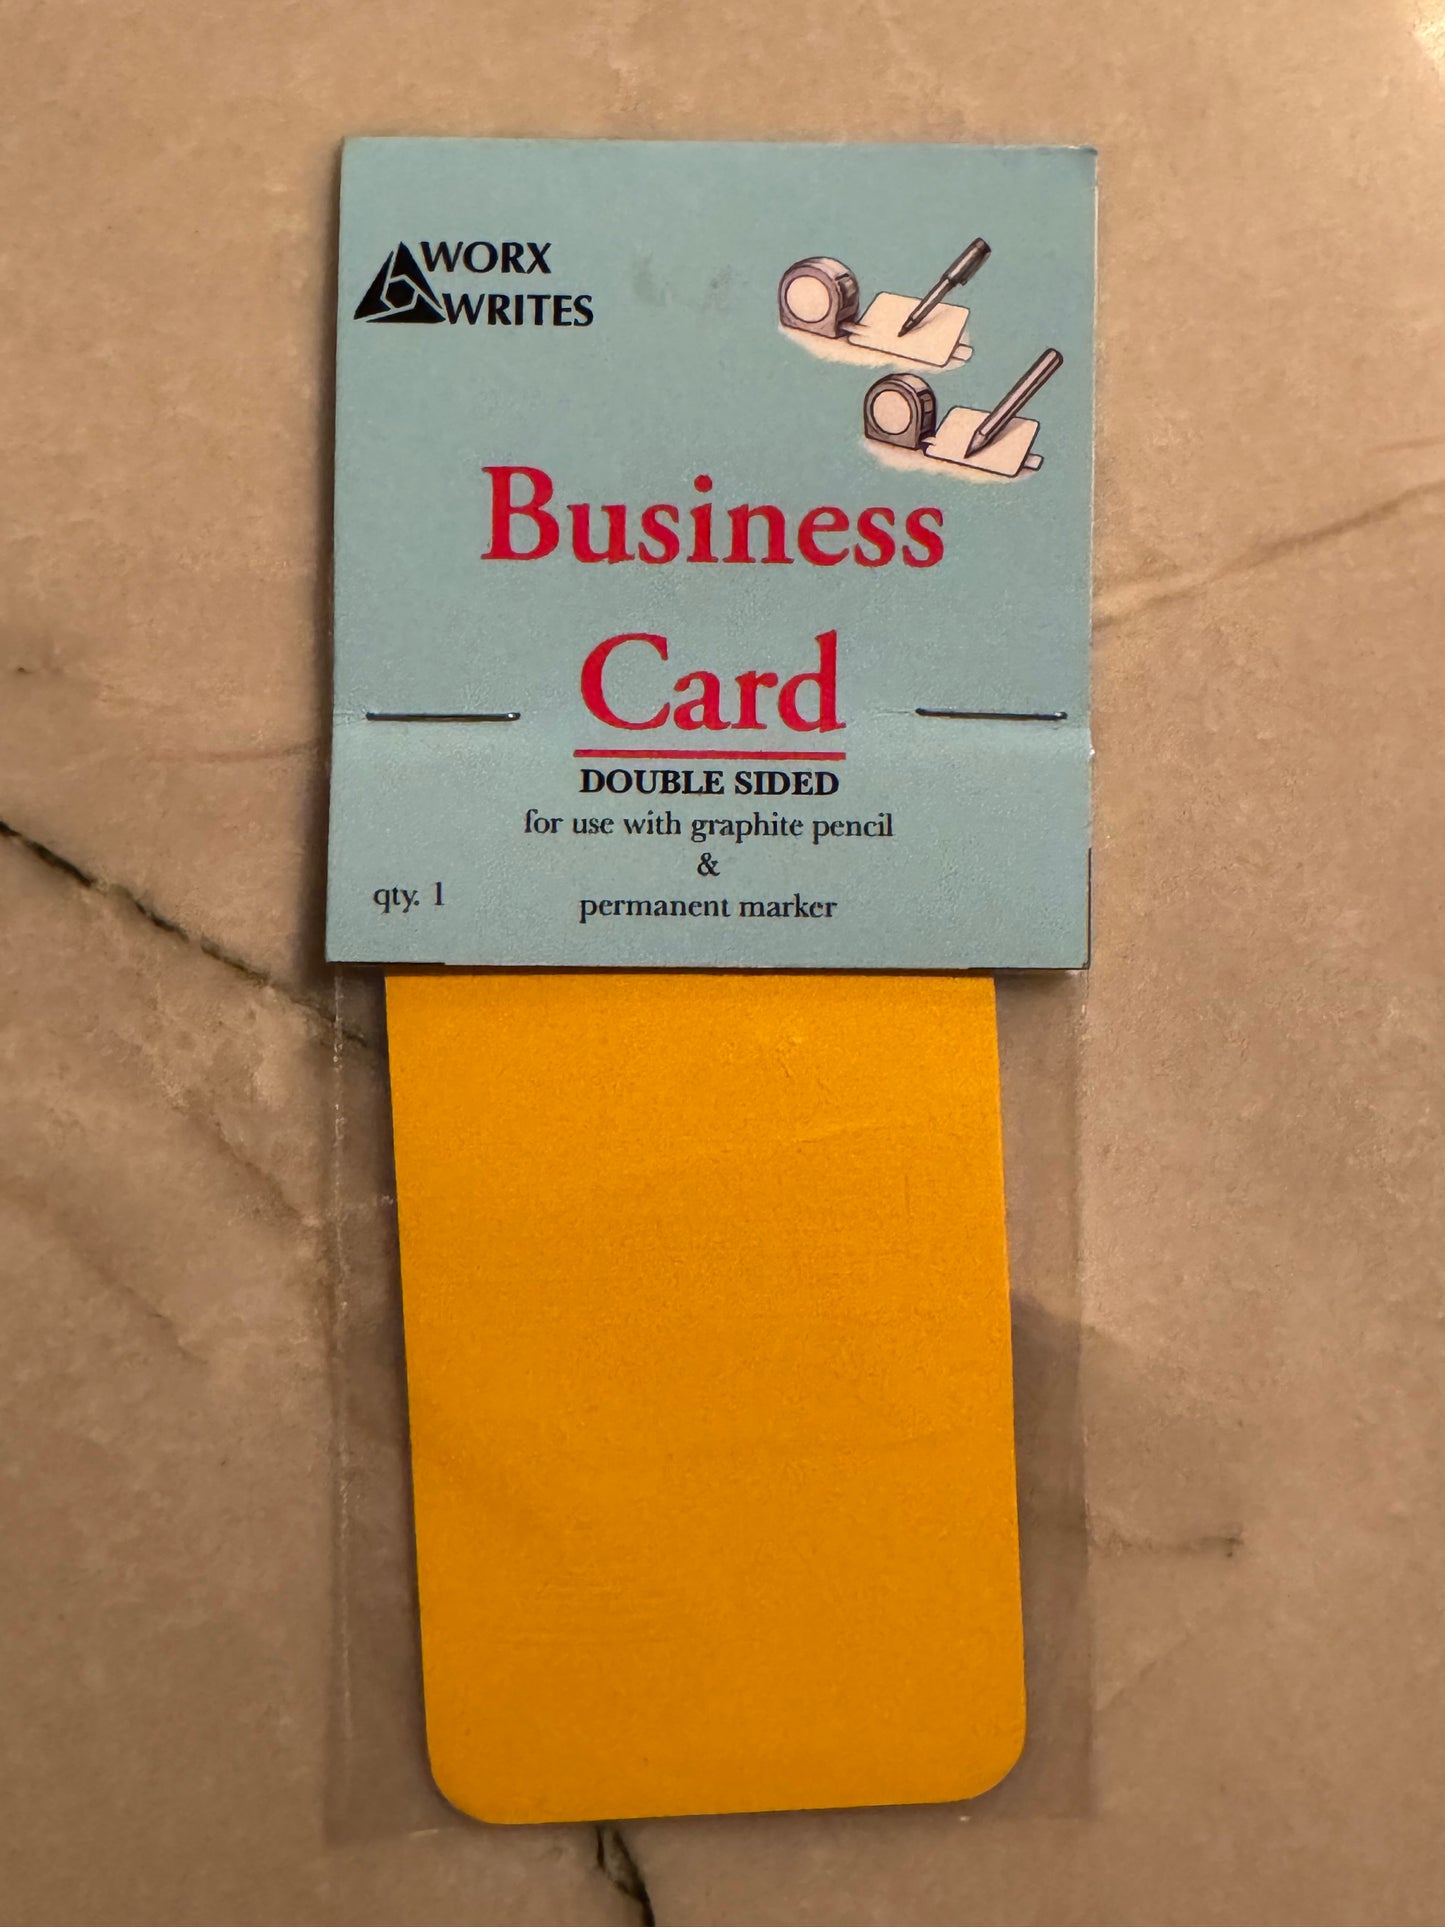 WORX
WRITES
Business
Card
DOUBLE SIDED
for use with graphite pencil
&
permanent marker
qty. 1